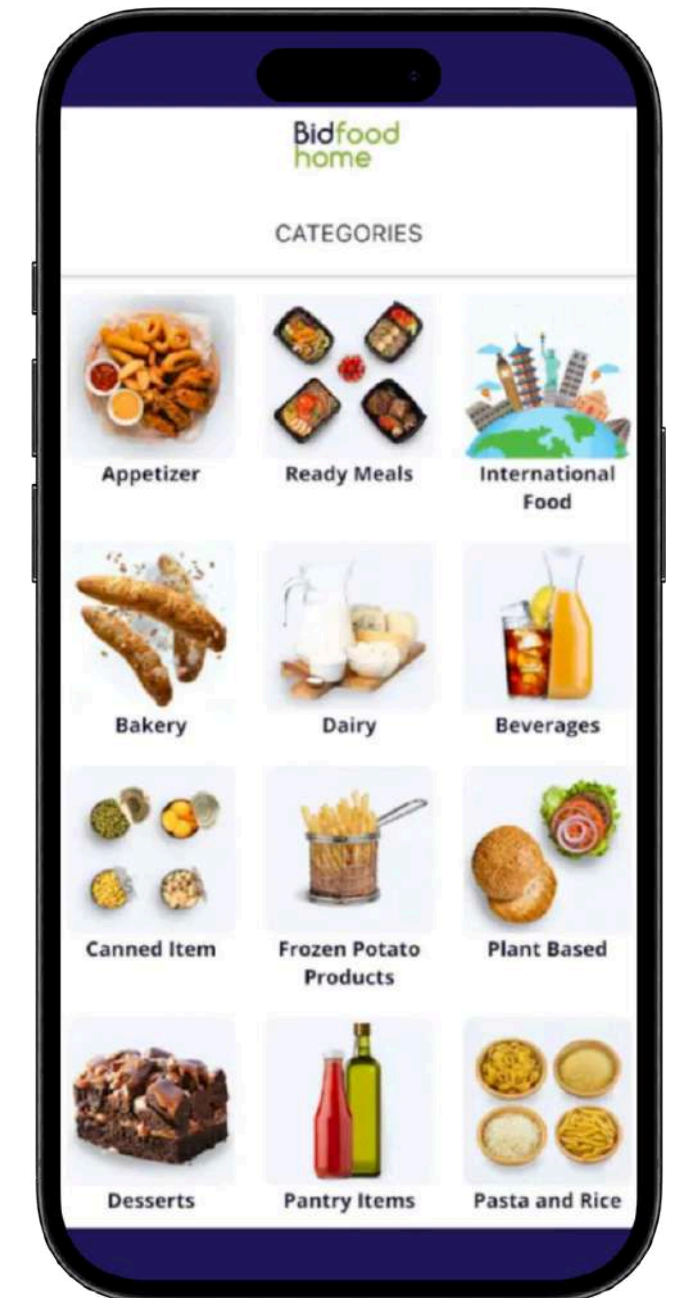 Bidfood
home
CATEGORIES
Appetizer
Ready Meals
International
Food
Bakery
Dairy
Beverages
Canned Item
Frozen Potato
Products
Plant Based
Desserts
Pantry Items
Pasta and Rice